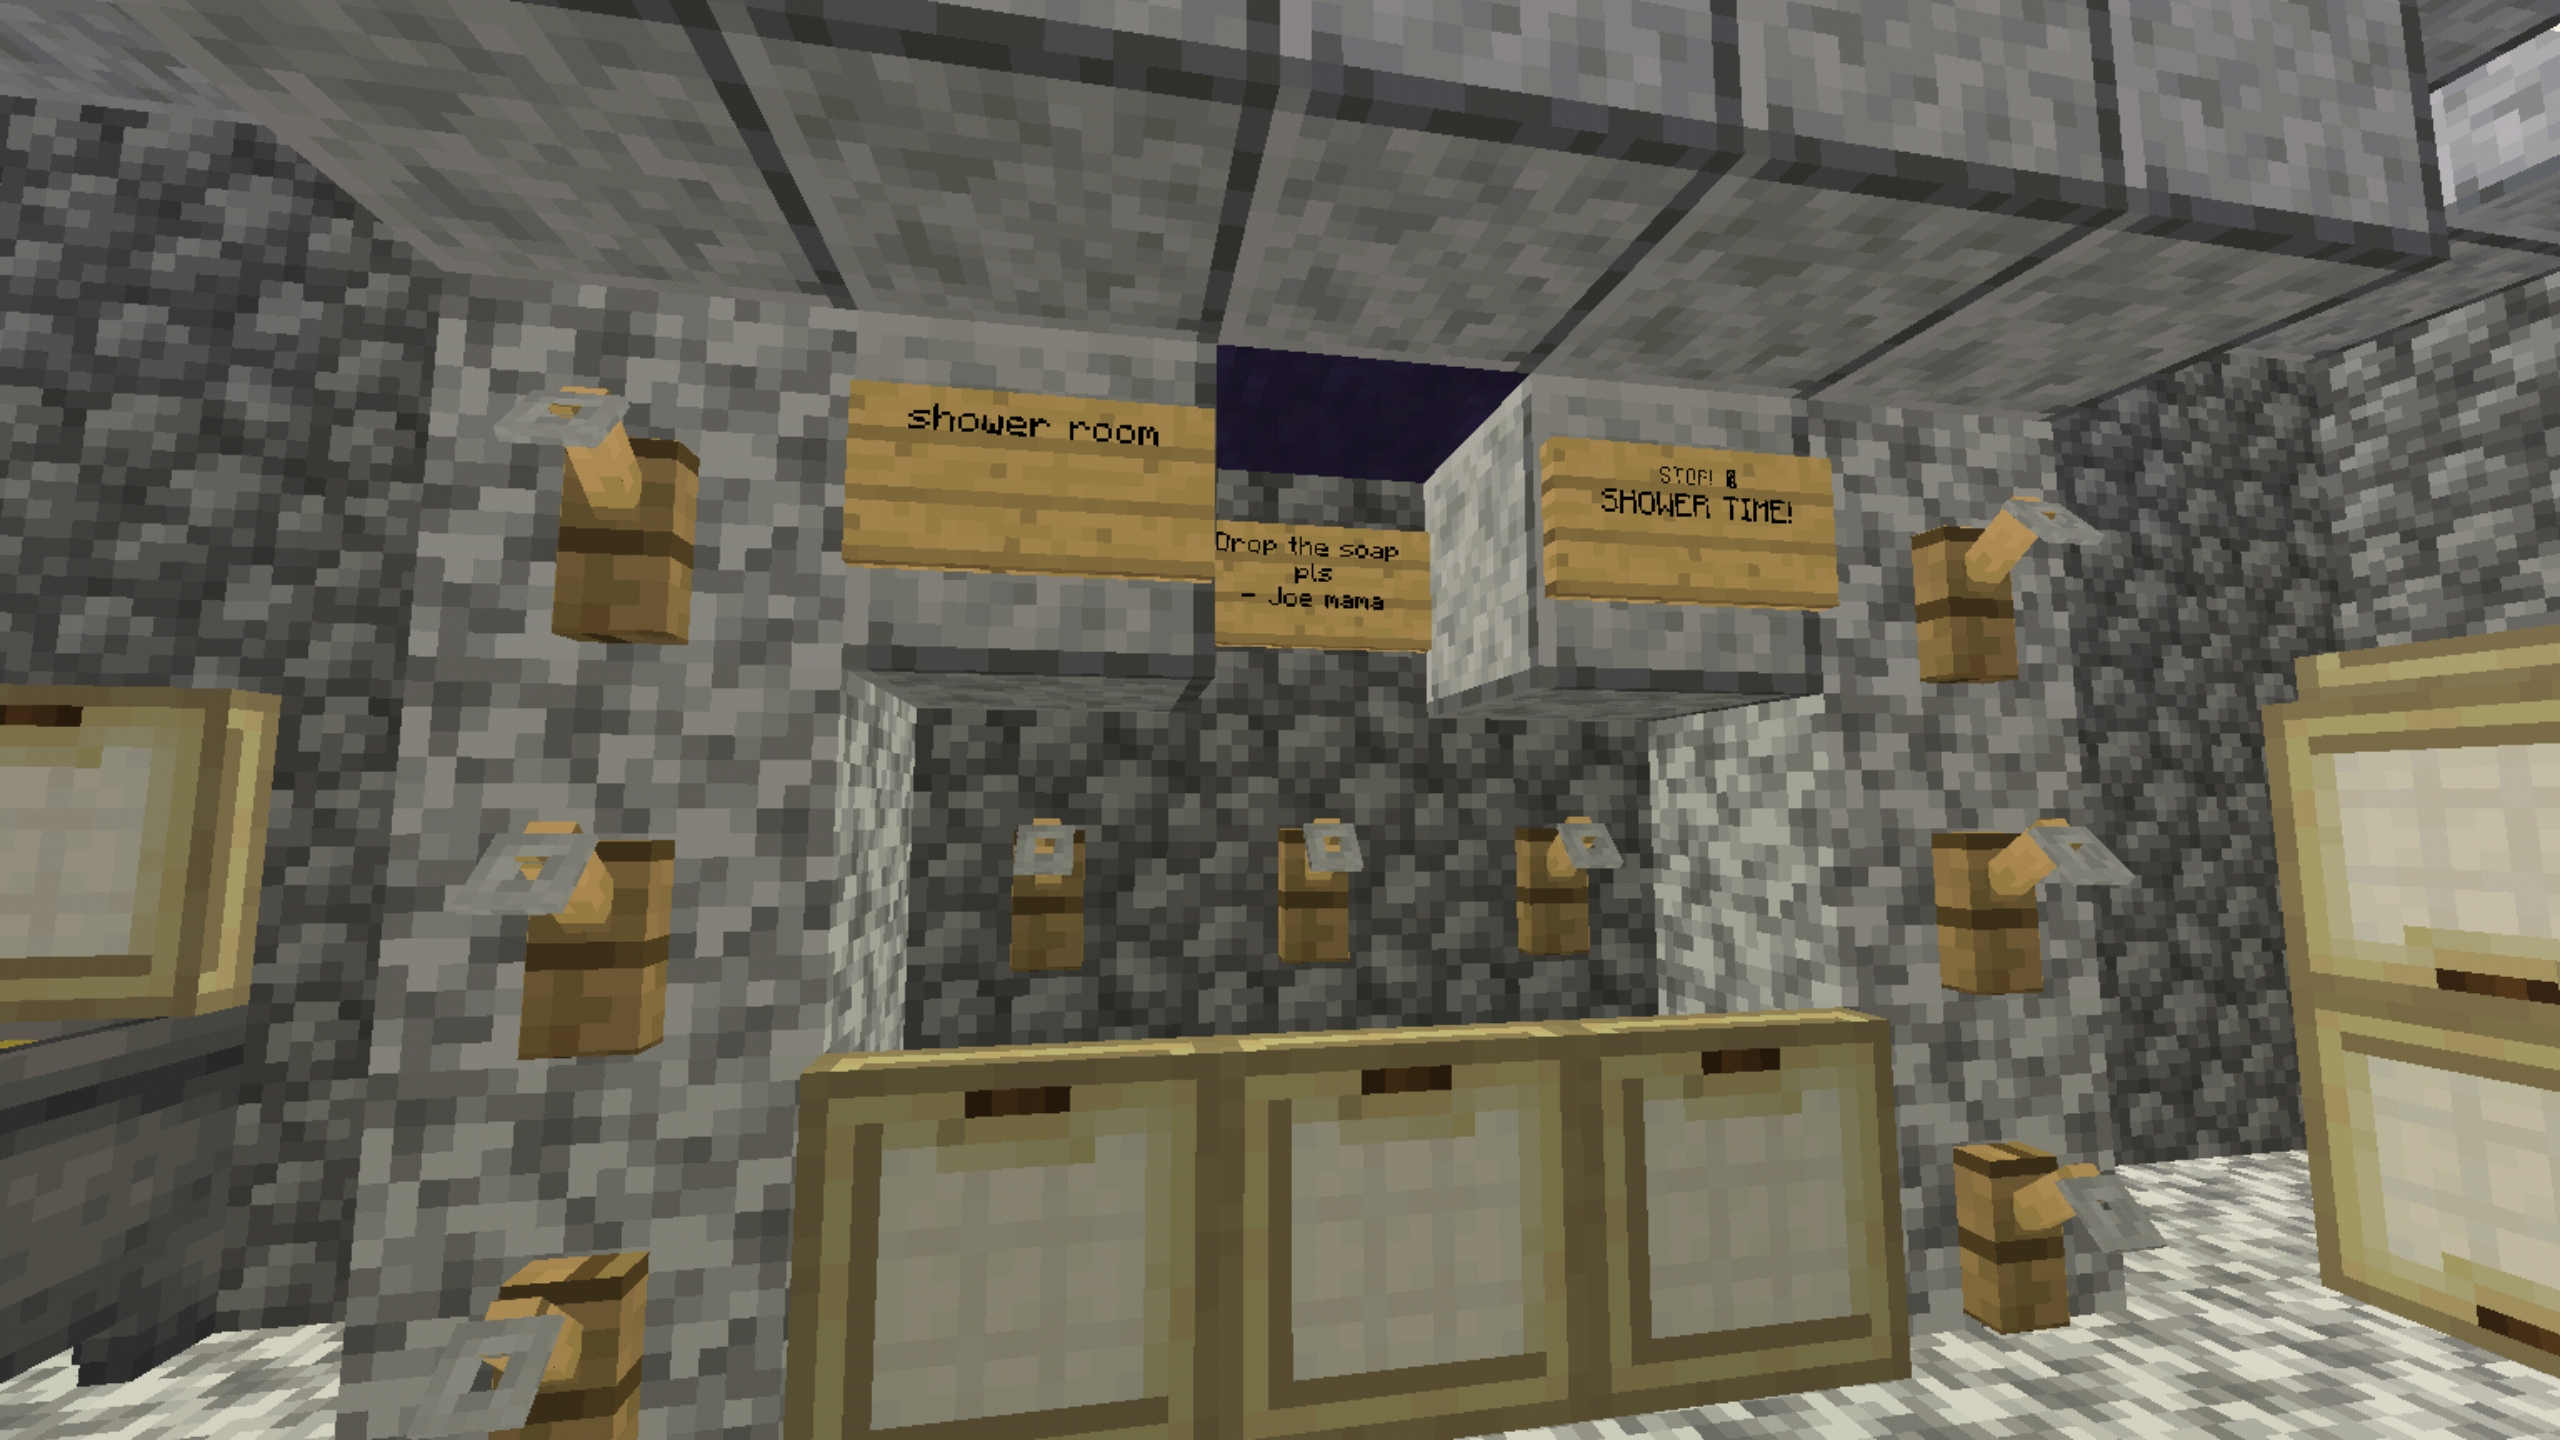 shower room
Drop the soap
pls
- Joe mama
STOP!
SHOWER TIME!